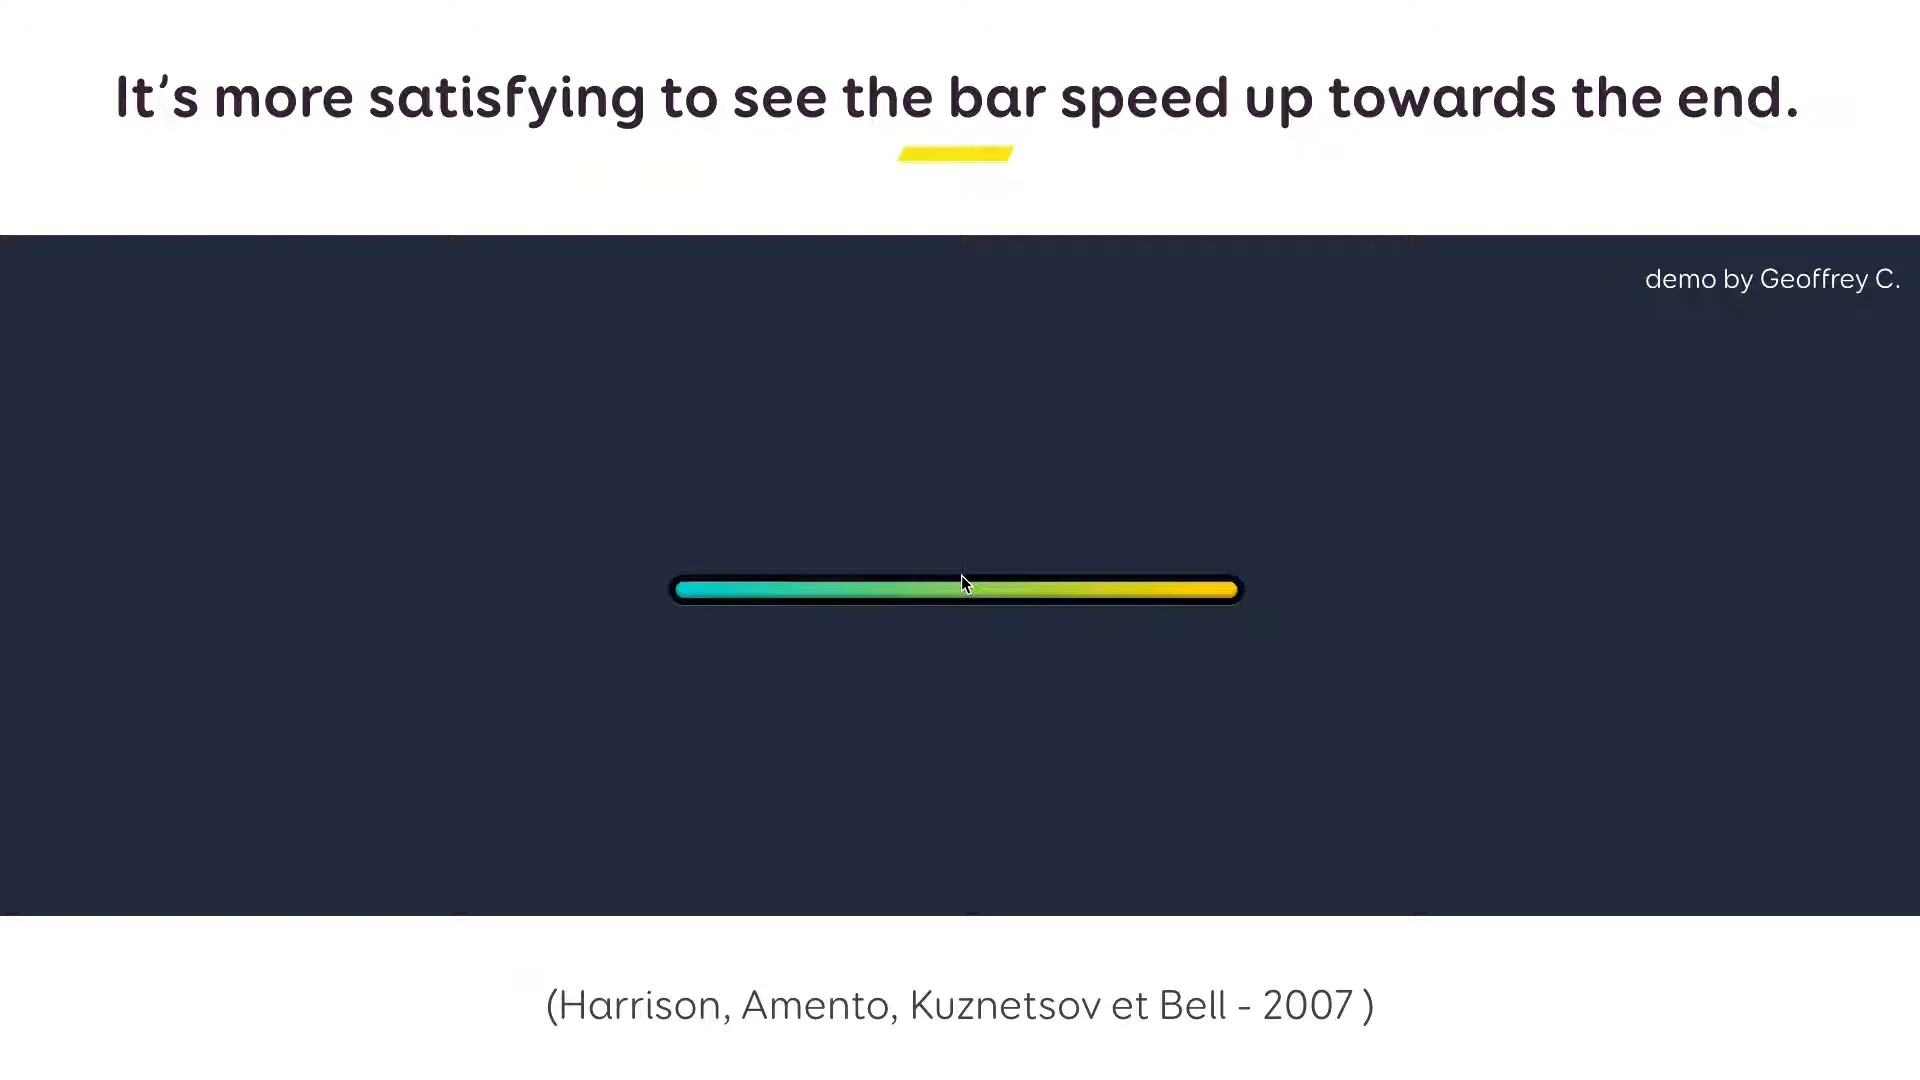 It’s more satisfying to see the bar speed up towards the end.
demo by Geoffrey C.
(Harrison, Amento, Kuznetsov et Bell - 2007 )